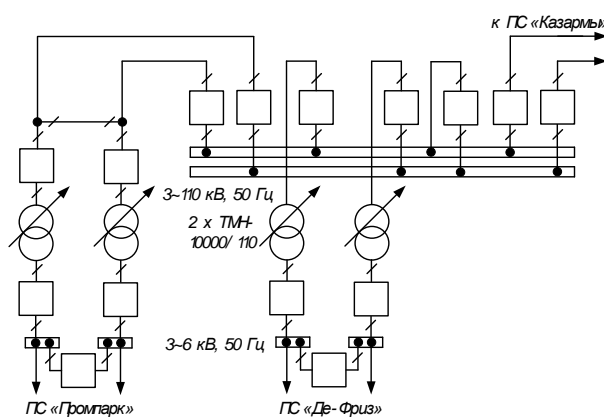 к ПС «Казармы»
3~110 кВ, 50 Гц
2 х ТМН-
10000/ 110
3~6 кВ, 50 Гц
ПС «Промпарк»
ПС «Де- Фриз»